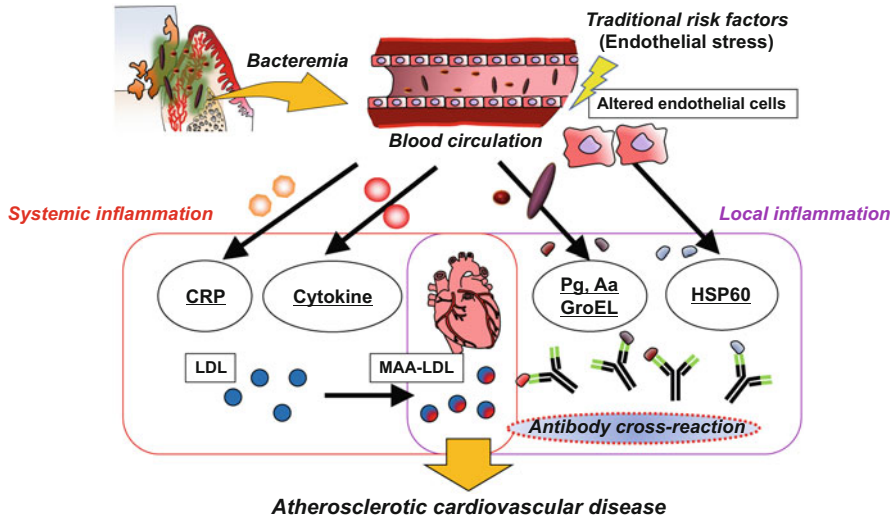 Traditional risk factors
(Endothelial stress)
Bacteremia
Altered endothelial cells
Blood circulation
Systemic inflammation
Local inflammation
CRP
Cytokine
Pg, Aa
GroEL
HSP60
LDL
MAA-LDL
Antibody cross-reaction
Atherosclerotic cardiovascular disease